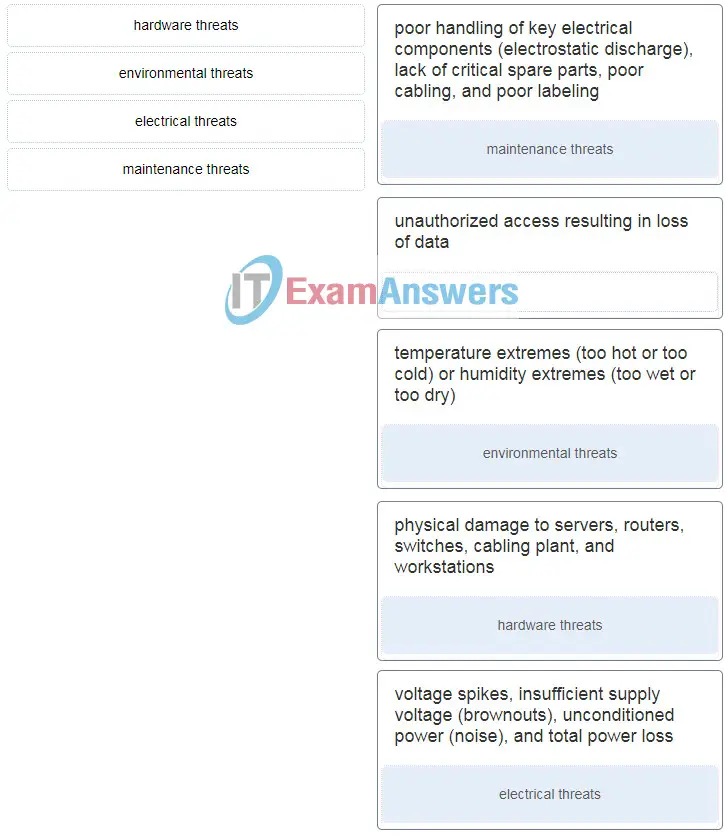 hardware threats
environmental threats
electrical threats
maintenance threats
poor handling of key electrical
components (electrostatic discharge),
lack of critical spare parts, poor
cabling, and poor labeling
maintenance threats
unauthorized access resulting in loss
of data
IT ExamAnswers
temperature extremes (too hot or too
cold) or humidity extremes (too wet or
too dry)
environmental threats
physical damage to servers, routers,
switches, cabling plant, and
workstations
hardware threats
voltage spikes, insufficient supply
voltage (brownouts), unconditioned
power (noise), and total power loss
electrical threats